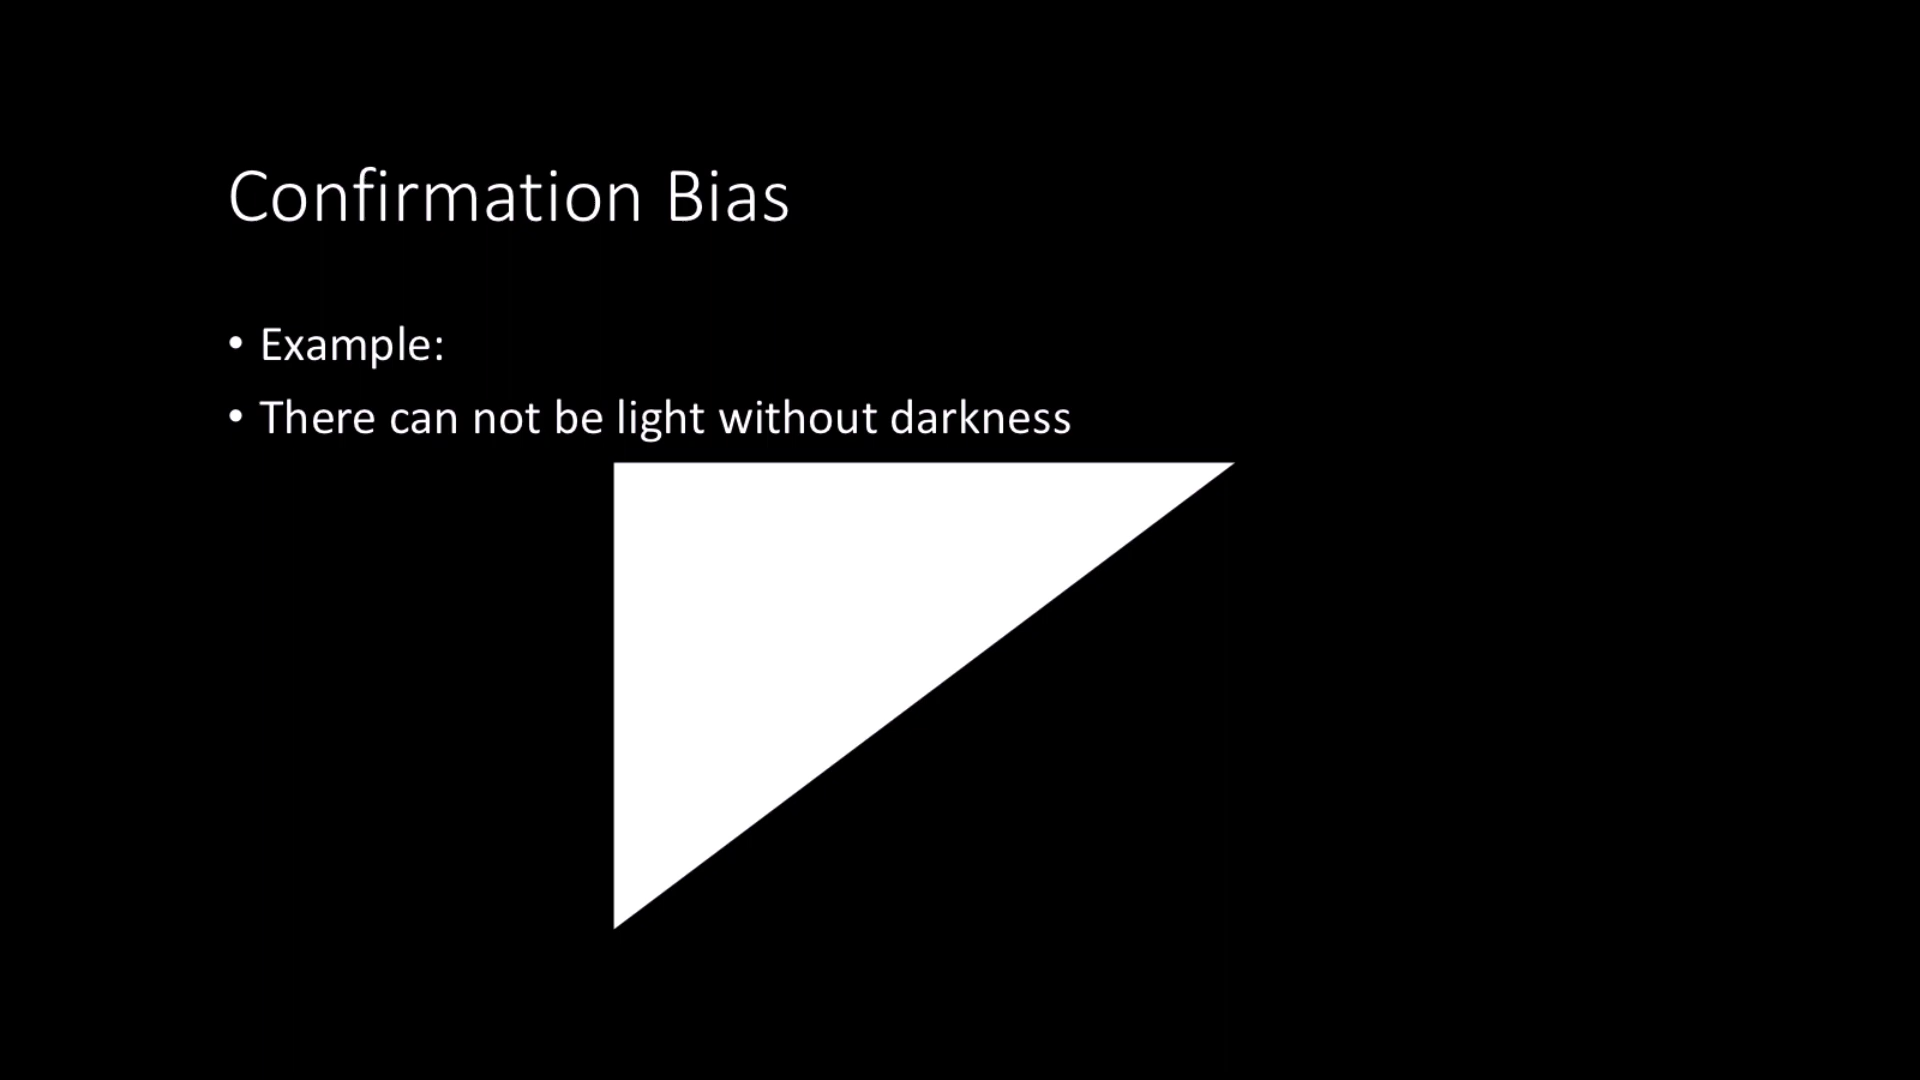 Confirmation Bias
• Example:
• There can not be light without darkness